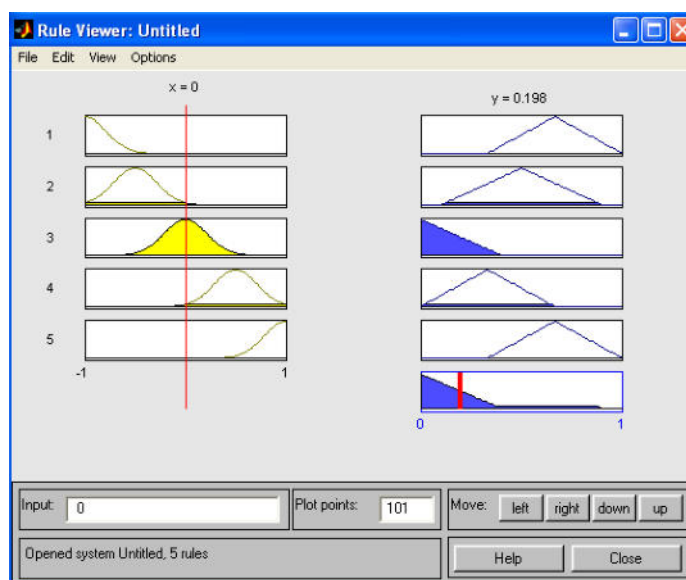 Rule Viewer: Untitled
File Edit View Options
x = 0
y = 0.198
1
2
3
4
5
-1 1
0 1
Input: 0
Plot points: 101
Move: left right down up
Opened system Untitled, 5 rules
Help Close